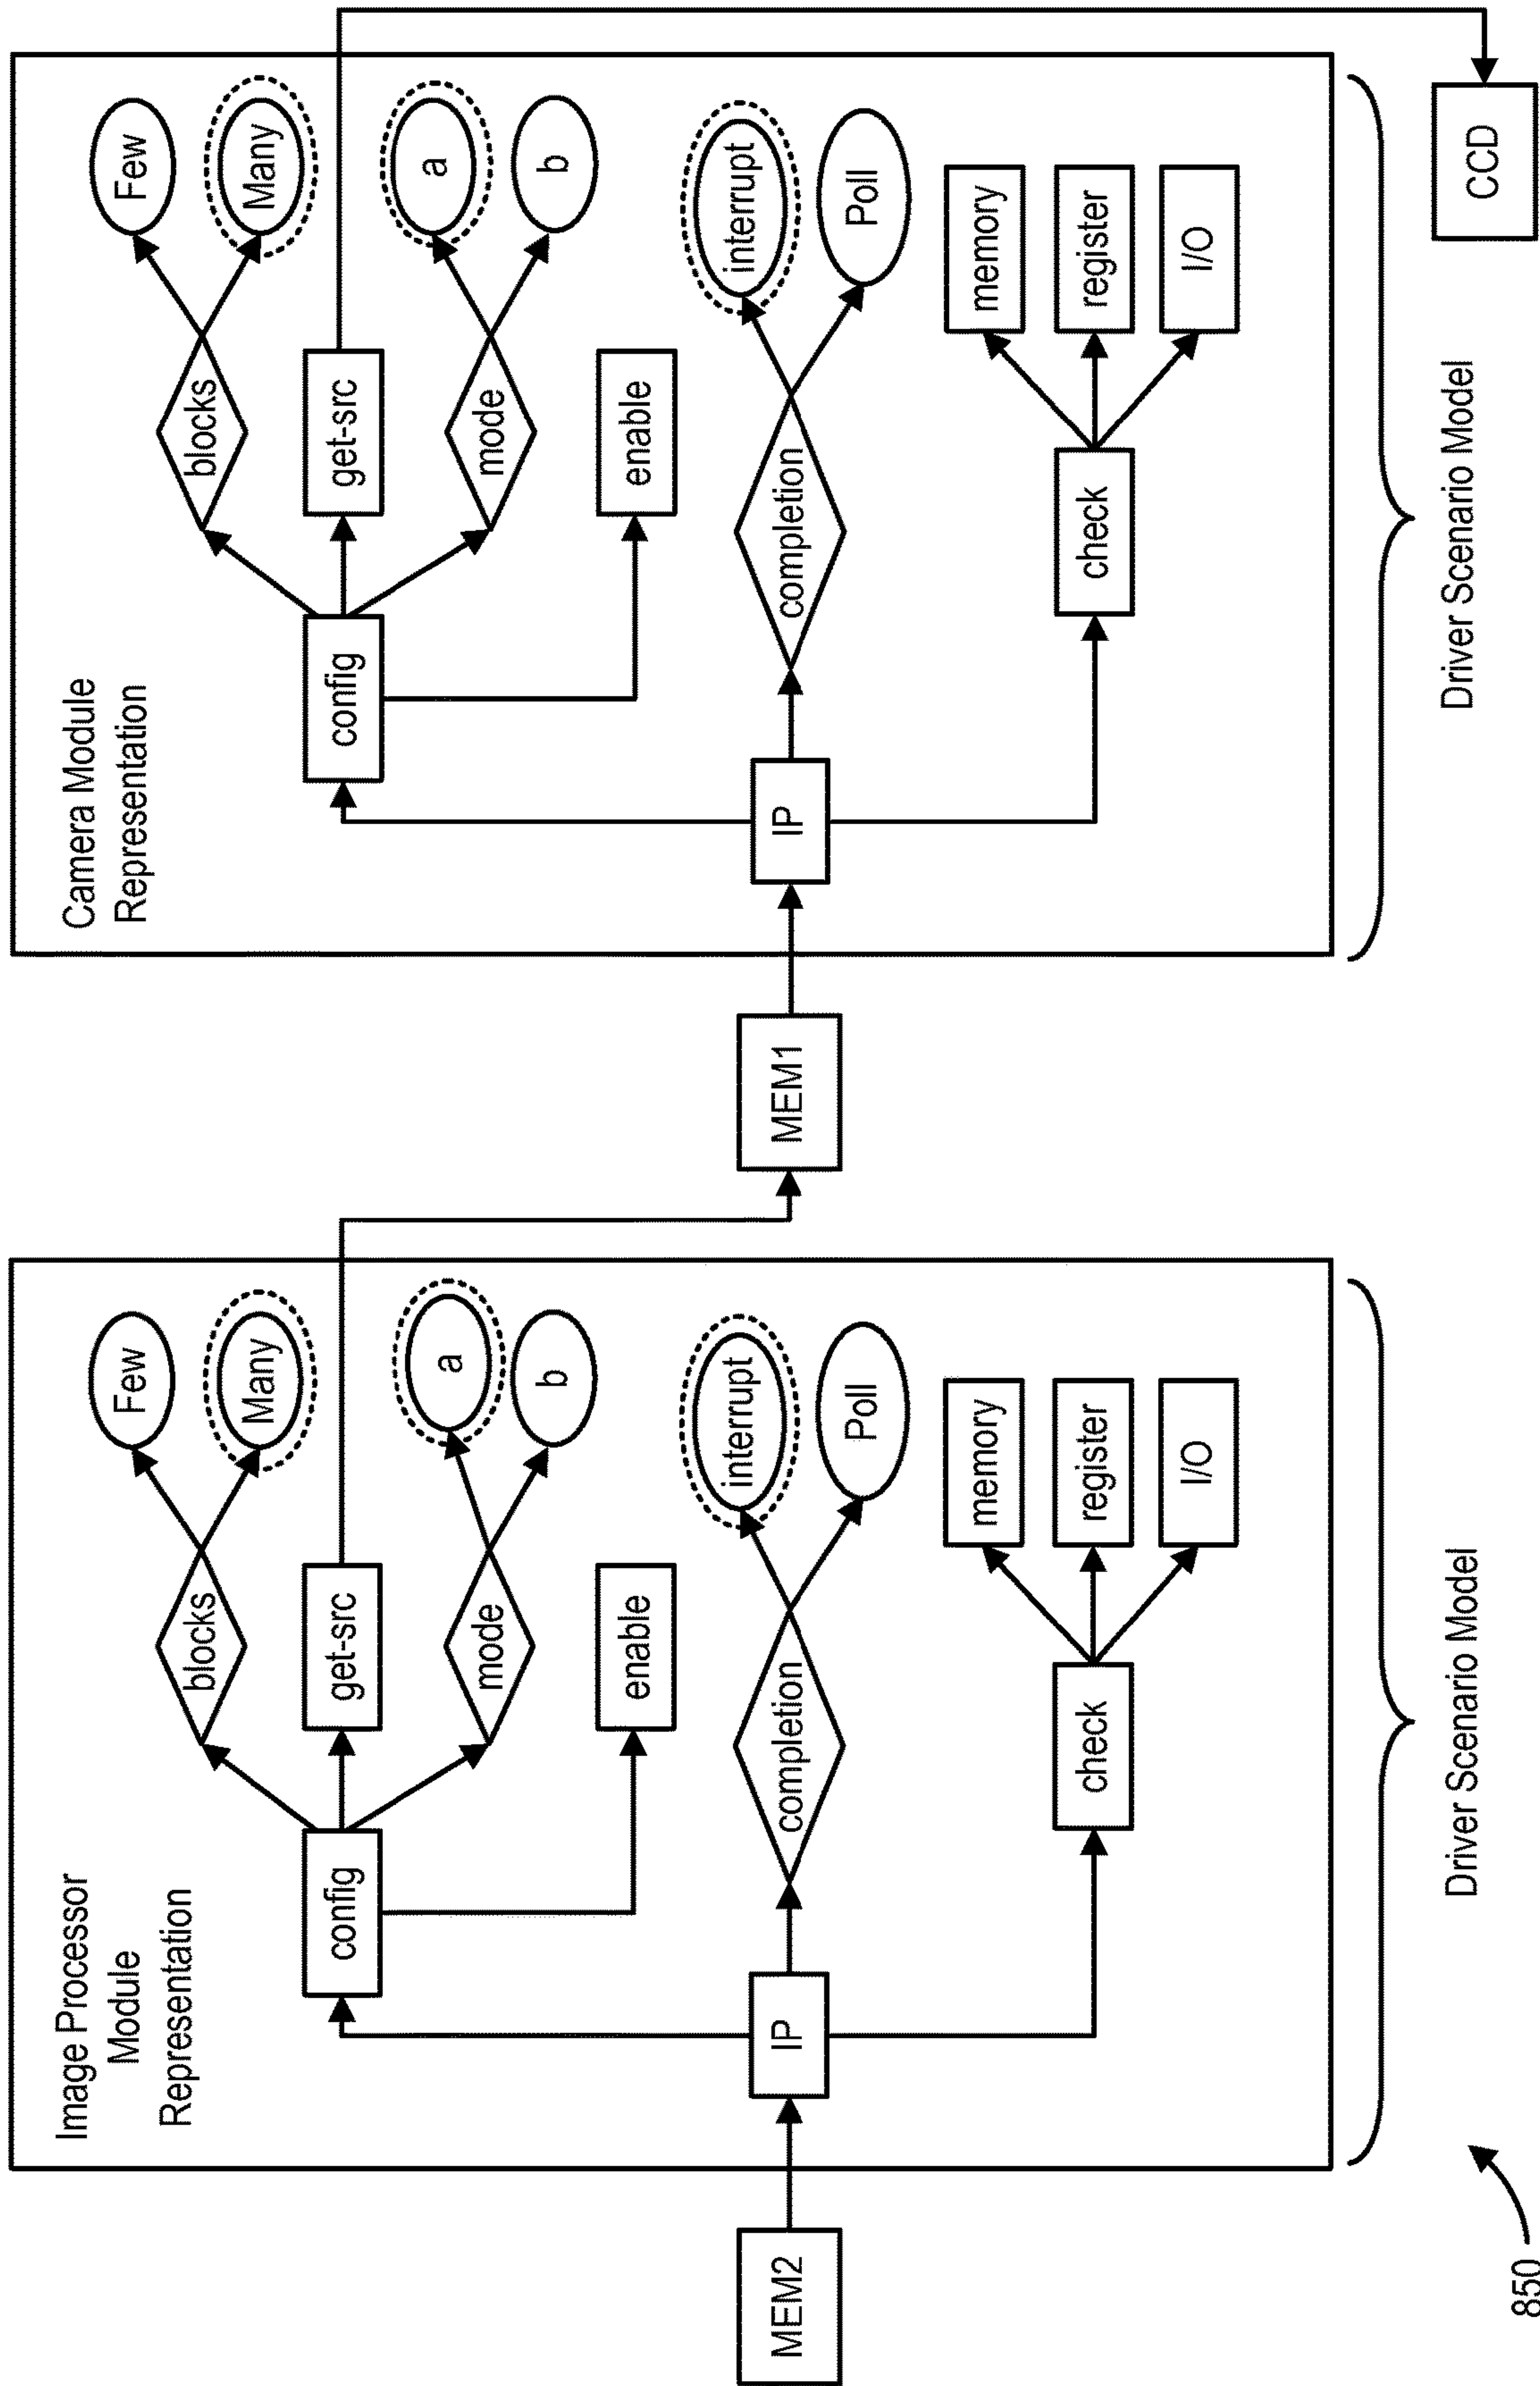 Image Processor
Module
Representation
MEM2
IP
config
blocks
Few
Many
get-src
mode
a
b
enable
completion
interrupt
Poll
check
memory
register
I/O
Driver Scenario Model
MEM1
Camera Module
Representation
IP
config
blocks
Few
Many
get-src
mode
a
b
enable
completion
interrupt
Poll
check
memory
register
I/O
Driver Scenario Model
CCD
850